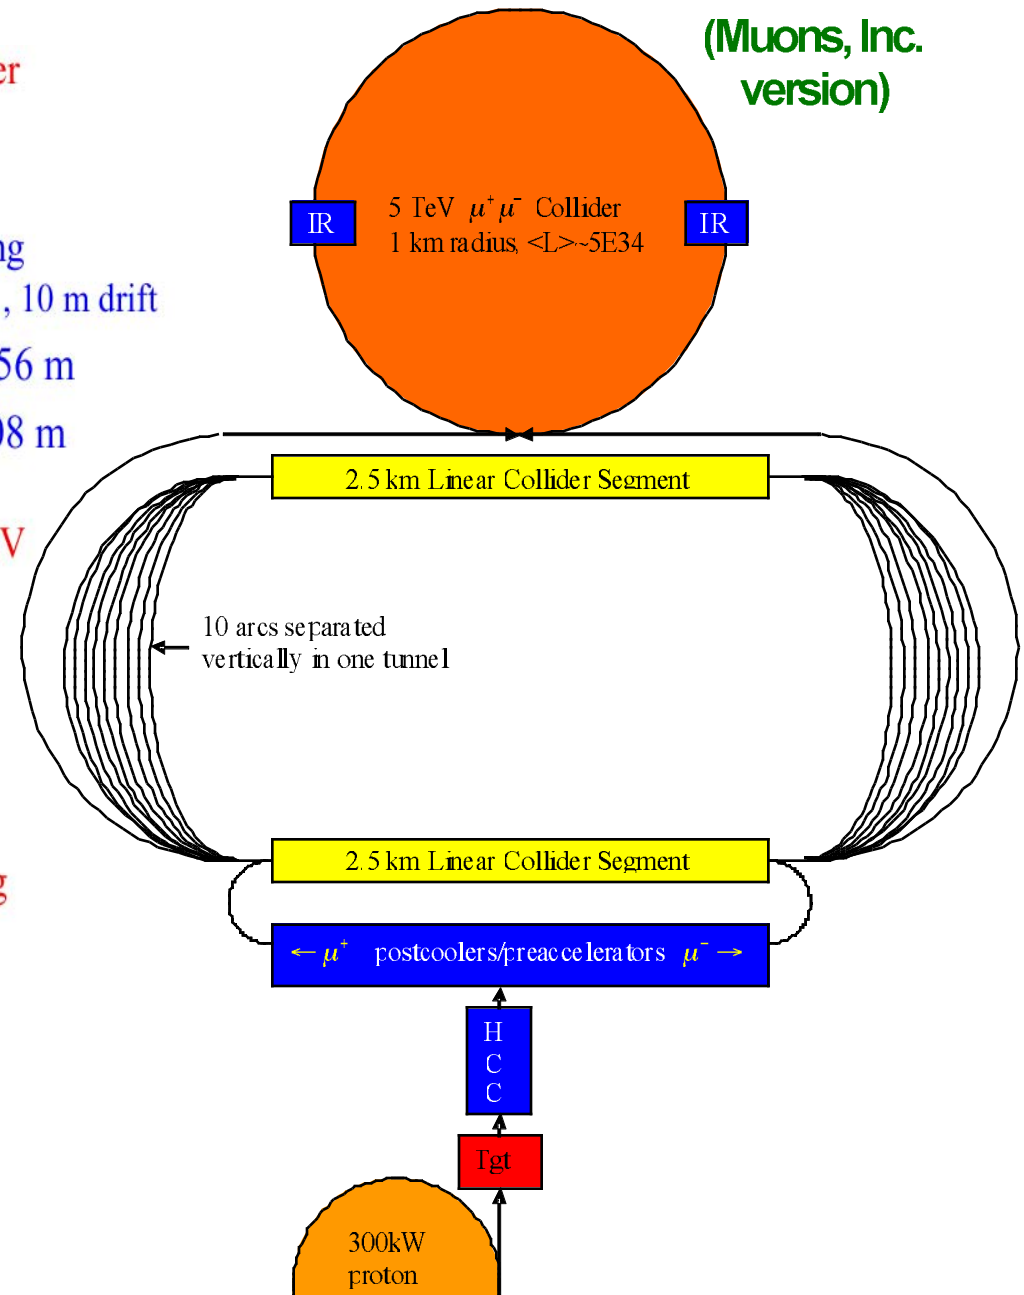 (Muons, Inc.
version)
er
ng
, 10 m drift
56 m
08 m
V
g
IR
5 TeV μ⁺μ⁻ Collider
1 km radius, <L>~5E34
IR
2.5 km Linear Collider Segment
10 arcs separated
vertically in one tunnel
2.5 km Linear Collider Segment
← μ⁺ postcoolers/preaccelerators μ⁻ →
H
C
C
Tgt
300kW
proton